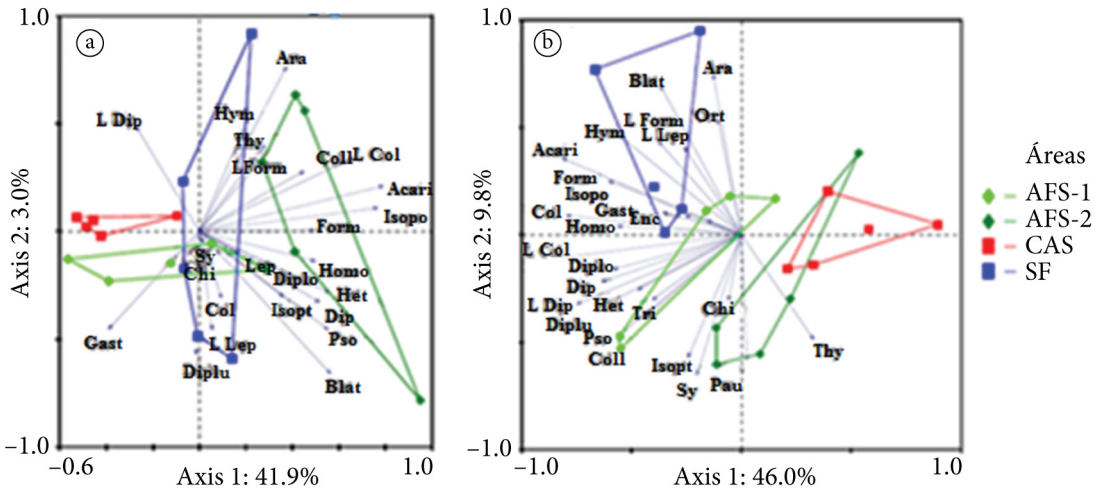 1.0
a
Axis 2: 3.0%
−1.0
−0.6
Axis 1: 41.9%
1.0
Ara
L Dip
Hym
Thy
LForm
Coll
L Col
Acari
Isopo
Form
Sy
Chi
Lep
Diplo
Homo
Het
Isopt
Dip
Col
Pso
Gast
L Lep
Diplu
Blat
1.0
b
Axis 2: 9.8%
−1.0
−1.0
Axis 1: 46.0%
1.0
Blat
Ara
L Form
Ort
Hym
L Lep
Acari
Form
Isopo
Col
Gast
Enc
Homo
L Col
Diplo
Dip
L Dip
Het
Tri
Chi
Diplu
Pso
Coll
Isopt
Sy
Pau
Thy
Áreas
AFS-1
AFS-2
CAS
SF